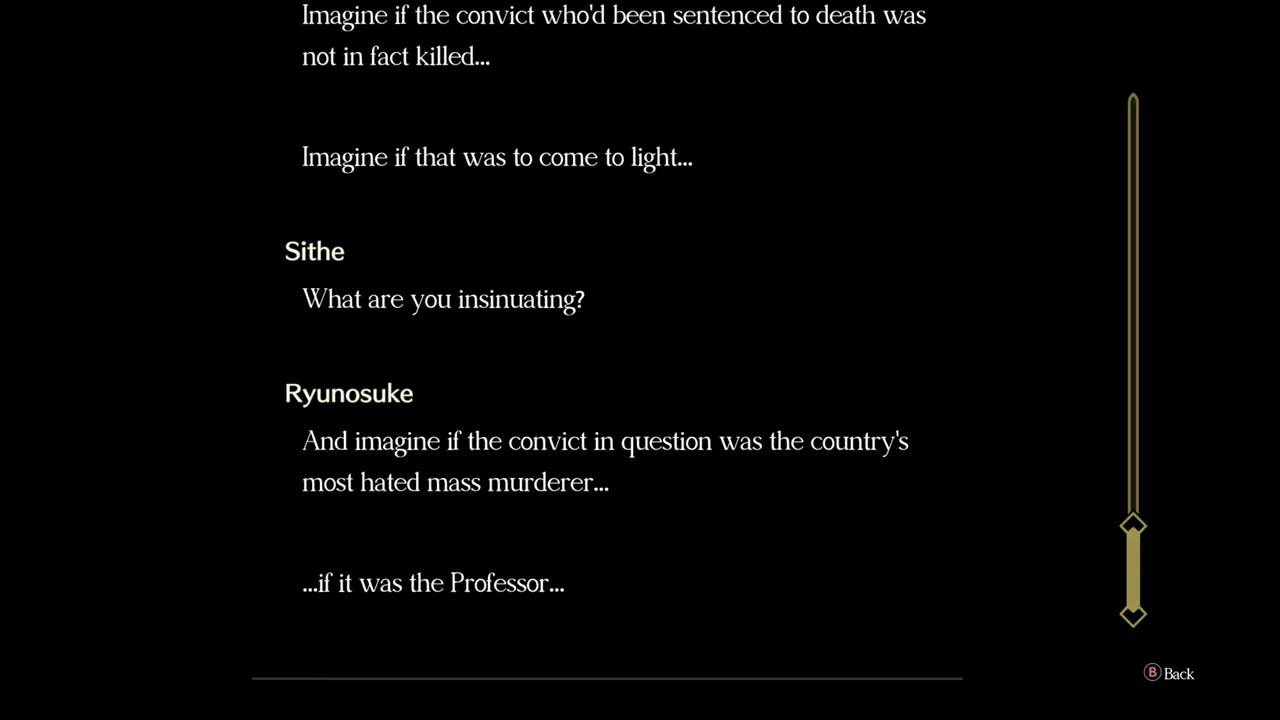 Imagine if the convict who'd been sentenced to death was
not in fact killed...
Imagine if that was to come to light...
Sithe
What are you insinuating?
Ryunosuke
And imagine if the convict in question was the country's
most hated mass murderer...
...if it was the Professor...
B Back